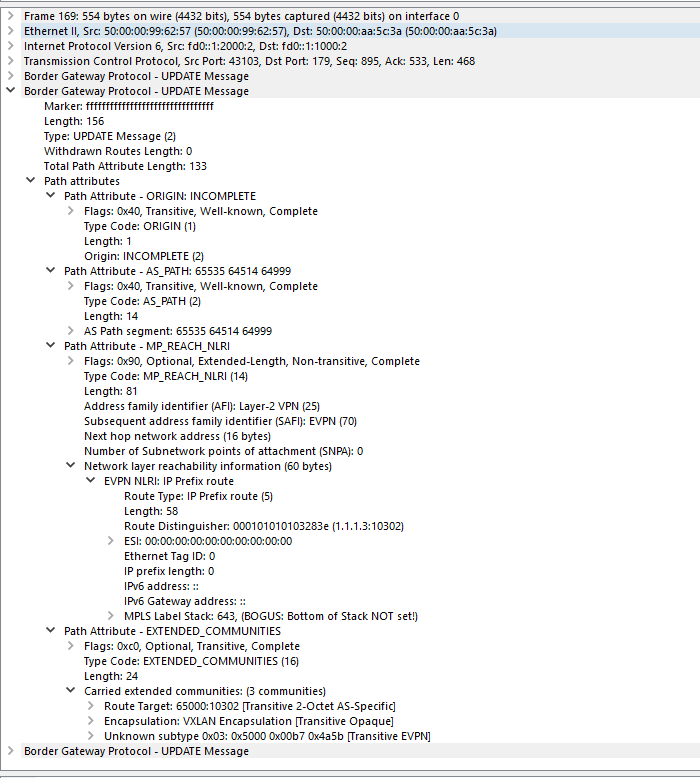 Frame 169: 554 bytes on wire (4432 bits), 554 bytes captured (4432 bits) on interface 0
Ethernet II, Src: 50:00:00:99:62:57 (50:00:00:99:62:57), Dst: 50:00:00:aa:5c:3a (50:00:00:aa:5c:3a)
Internet Protocol Version 6, Src: fd0::1:2000:2, Dst: fd0::1:1000:2
Transmission Control Protocol, Src Port: 43103, Dst Port: 179, Seq: 895, Ack: 533, Len: 468
Border Gateway Protocol - UPDATE Message
Border Gateway Protocol - UPDATE Message
Marker: ffffffffffffffffffffffffffffffff
Length: 156
Type: UPDATE Message (2)
Withdrawn Routes Length: 0
Total Path Attribute Length: 133
Path attributes
Path Attribute - ORIGIN: INCOMPLETE
Flags: 0x40, Transitive, Well-known, Complete
Type Code: ORIGIN (1)
Length: 1
Origin: INCOMPLETE (2)
Path Attribute - AS_PATH: 65535 64514 64999
Flags: 0x40, Transitive, Well-known, Complete
Type Code: AS_PATH (2)
Length: 14
AS Path segment: 65535 64514 64999
Path Attribute - MP_REACH_NLRI
Flags: 0x90, Optional, Extended-Length, Non-transitive, Complete
Type Code: MP_REACH_NLRI (14)
Length: 81
Address family identifier (AFI): Layer-2 VPN (25)
Subsequent address family identifier (SAFI): EVPN (70)
Next hop network address (16 bytes)
Number of Subnetwork points of attachment (SNPA): 0
Network layer reachability information (60 bytes)
EVPN NLRI: IP Prefix route
Route Type: IP Prefix route (5)
Length: 58
Route Distinguisher: 000101010103283e (1.1.1.3:10302)
ESI: 00:00:00:00:00:00:00:00:00:00
Ethernet Tag ID: 0
IP prefix length: 0
IPv6 address: ::
IPv6 Gateway address: ::
MPLS Label Stack: 643, (BOGUS: Bottom of Stack NOT set!)
Path Attribute - EXTENDED_COMMUNITIES
Flags: 0xc0, Optional, Transitive, Complete
Type Code: EXTENDED_COMMUNITIES (16)
Length: 24
Carried extended communities: (3 communities)
Route Target: 65000:10302 [Transitive 2-Octet AS-Specific]
Encapsulation: VXLAN Encapsulation [Transitive Opaque]
Unknown subtype 0x03: 0x5000 0x00b7 0x4a5b [Transitive EVPN]
Border Gateway Protocol - UPDATE Message